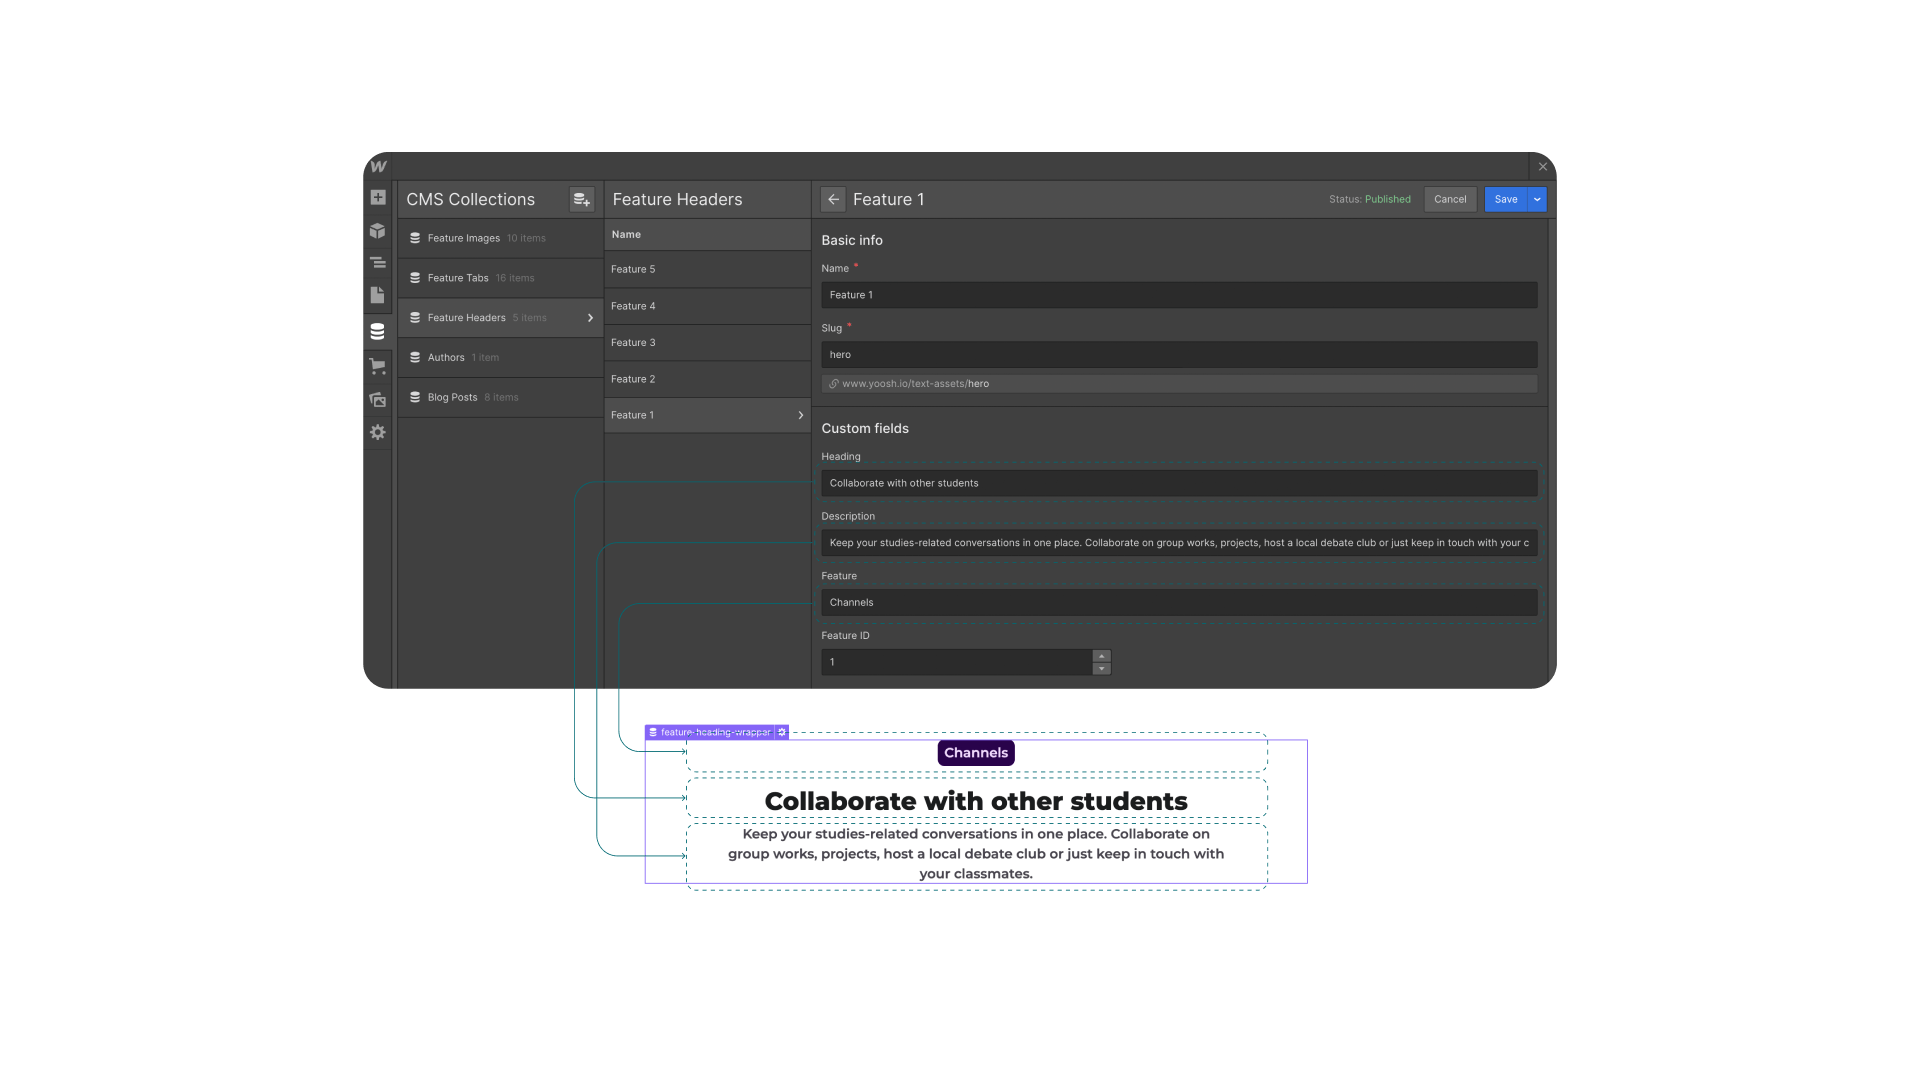 W
CMS Collections
Feature Images 10 items
Feature Tabs 16 items
Feature Headers 5 items
Authors 1 item
Blog Posts 8 items
Feature Headers
Name
Feature 5
Feature 4
Feature 3
Feature 2
Feature 1
Feature 1
Status: Published
Cancel
Save
Basic info
Name *
Feature 1
Slug *
hero
www.yoosh.io/text-assets/hero
Custom fields
Heading
Collaborate with other students
Description
Keep your studies-related conversations in one place. Collaborate on group works, projects, host a local debate club or just keep in touch with your c
Feature
Channels
Feature ID
1
feature-heading-wrapper
Channels
Collaborate with other students
Keep your studies-related conversations in one place. Collaborate on
group works, projects, host a local debate club or just keep in touch with
your classmates.